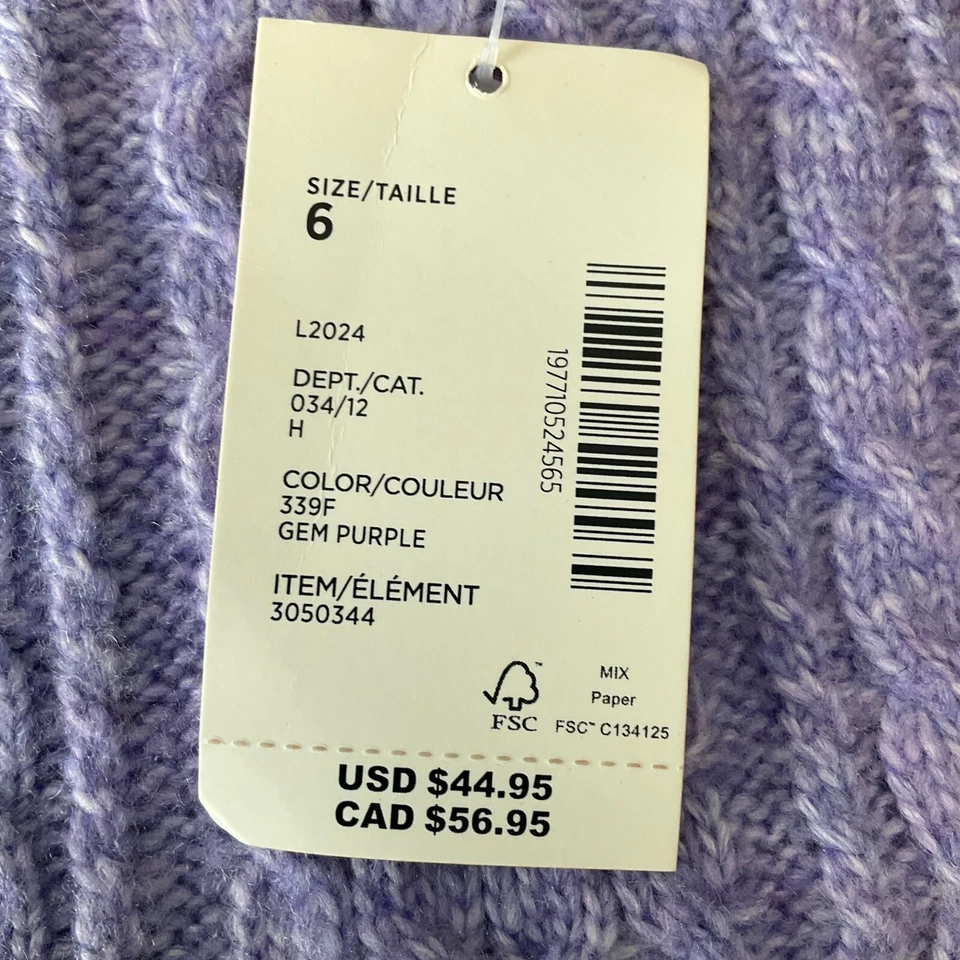 SIZE/TAILLE
6
L2024
DEPT./CAT.
034/12
H
COLOR/COULEUR
339F
GEM PURPLE
ITEM/ÉLÉMENT
3050344
197710524565
FSC™
MIX
Paper
FSC™ C134125
USD $44.95
CAD $56.95